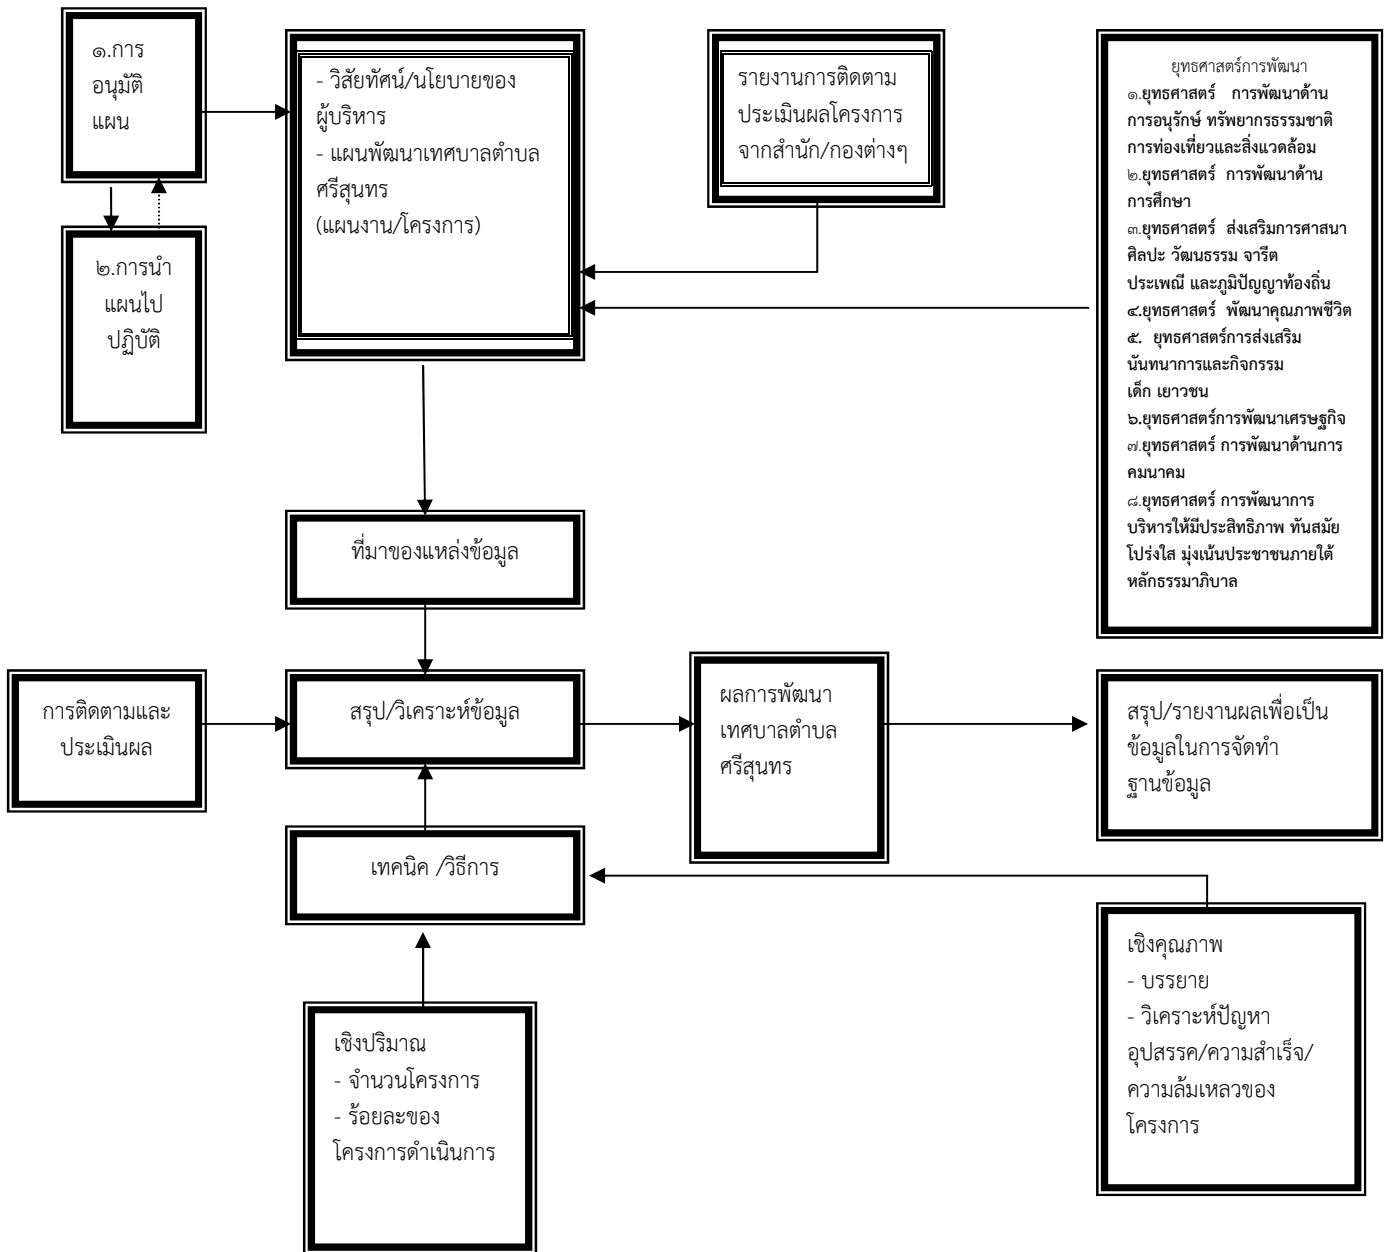 ๑.การ
อนุมัติ
แผน
- วิสัยทัศน์/นโยบายของ
ผู้บริหาร
- แผนพัฒนาเทศบาลตำบล
ศรีสุนทร
(แผนงาน/โครงการ)
รายงานการติดตาม
ประเมินผลโครงการ
จากสำนัก/กองต่างๆ
ยุทธศาสตร์การพัฒนา
๑.ยุทธศาสตร์ การพัฒนาด้าน
การอนุรักษ์ ทรัพยากรธรรมชาติ
การท่องเที่ยวและสิ่งแวดล้อม
๒.ยุทธศาสตร์ การพัฒนาด้าน
การศึกษา
๓.ยุทธศาสตร์ ส่งเสริมการศาสนา
ศิลปะ วัฒนธรรม จารีต
ประเพณี และภูมิปัญญาท้องถิ่น
๔.ยุทธศาสตร์ พัฒนาคุณภาพชีวิต
๕. ยุทธศาสตร์การส่งเสริม
นันทนาการและกิจกรรม
เด็ก เยาวชน
๖.ยุทธศาสตร์การพัฒนาเศรษฐกิจ
๗.ยุทธศาสตร์ การพัฒนาด้านการ
คมนาคม
๘.ยุทธศาสตร์ การพัฒนาการ
บริหารให้มีประสิทธิภาพ ทันสมัย
โปร่งใส มุ่งเน้นประชาชนภายใต้
หลักธรรมาภิบาล
๒.การนำ
แผนไป
ปฏิบัติ
ที่มาของแหล่งข้อมูล
การติดตามและ
ประเมินผล
สรุป/วิเคราะห์ข้อมูล
ผลการพัฒนา
เทศบาลตำบล
ศรีสุนทร
สรุป/รายงานผลเพื่อเป็น
ข้อมูลในการจัดทำ
ฐานข้อมูล
เทคนิค /วิธีการ
เชิงปริมาณ
- จำนวนโครงการ
- ร้อยละของ
โครงการดำเนินการ
เชิงคุณภาพ
- บรรยาย
- วิเคราะห์ปัญหา
อุปสรรค/ความสำเร็จ/
ความล้มเหลวของ
โครงการ